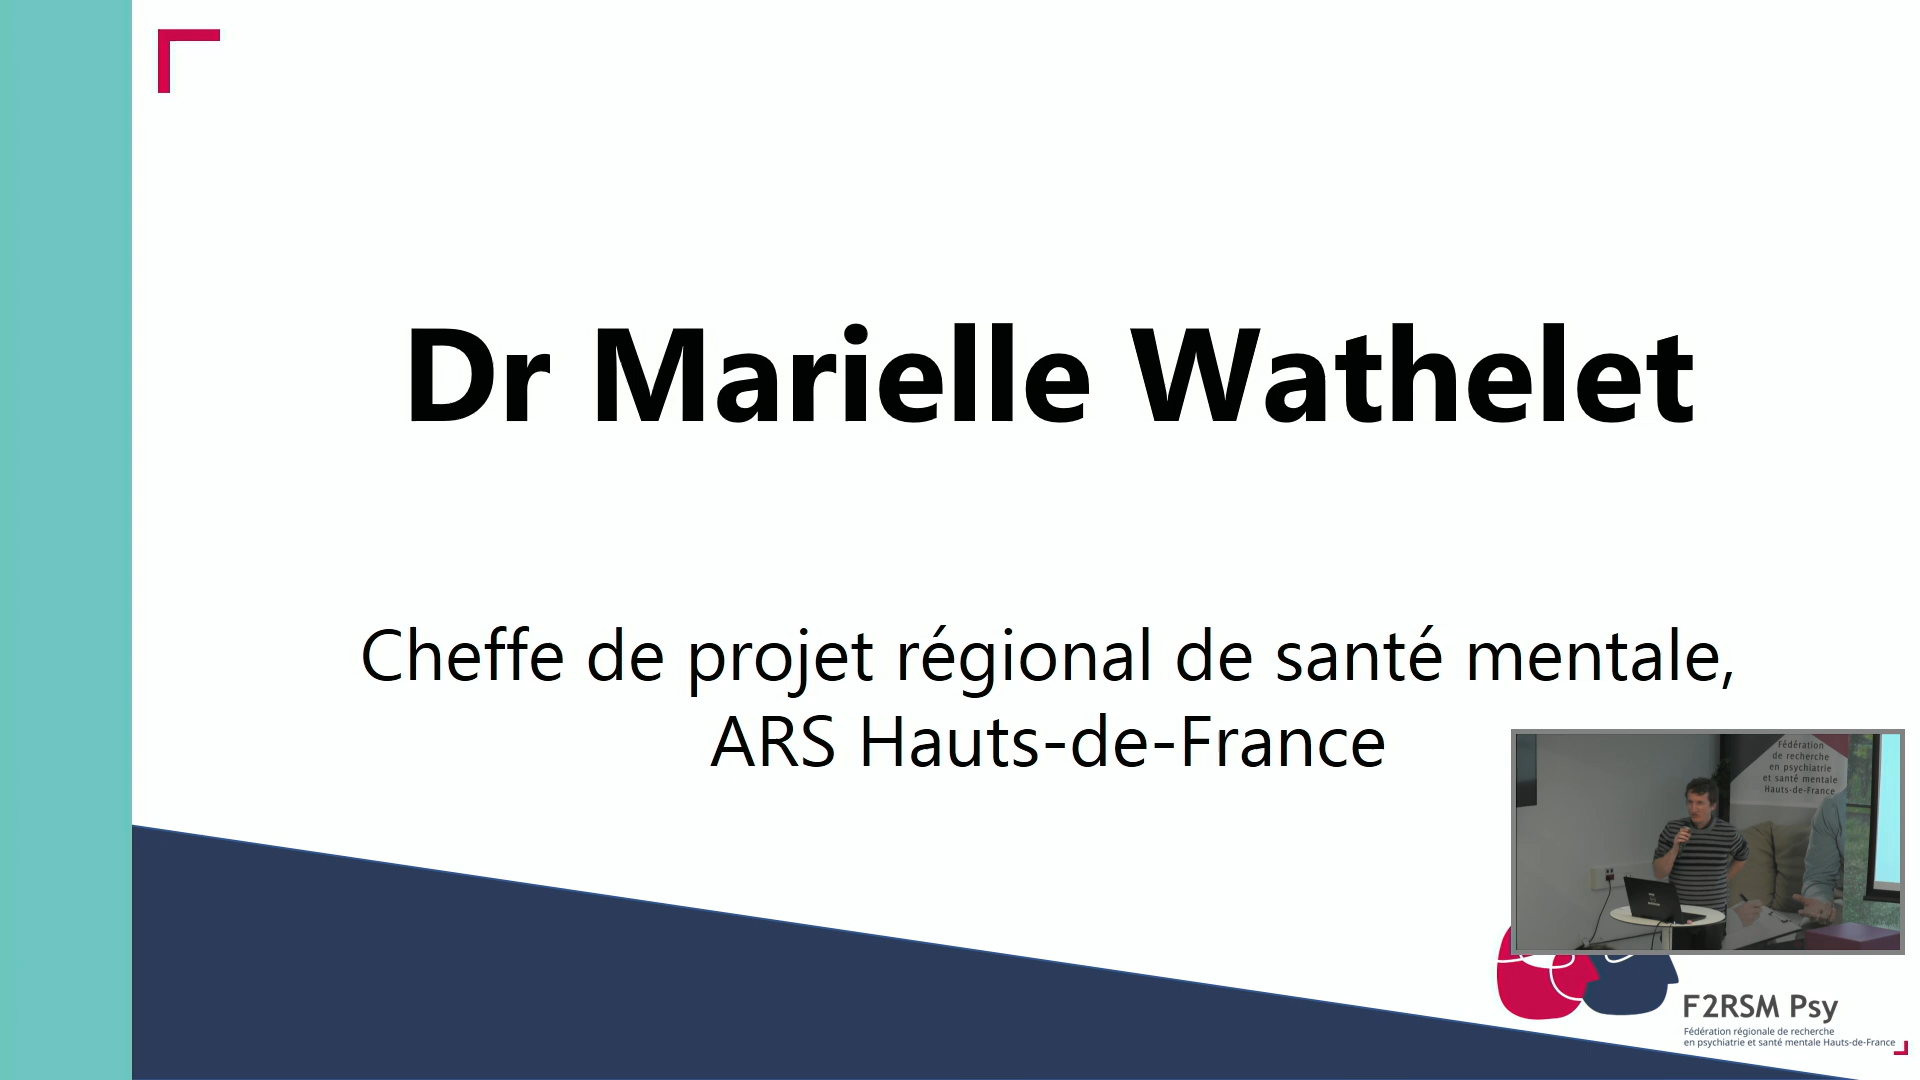 Dr Marielle Wathelet
Cheffe de projet régional de santé mentale,
ARS Hauts-de-France
Fédération
de recherche
en psychiatrie
et santé mentale
Hauts-de-France
F2RSM Psy
Fédération régionale de recherche
en psychiatrie et santé mentale Hauts-de-France